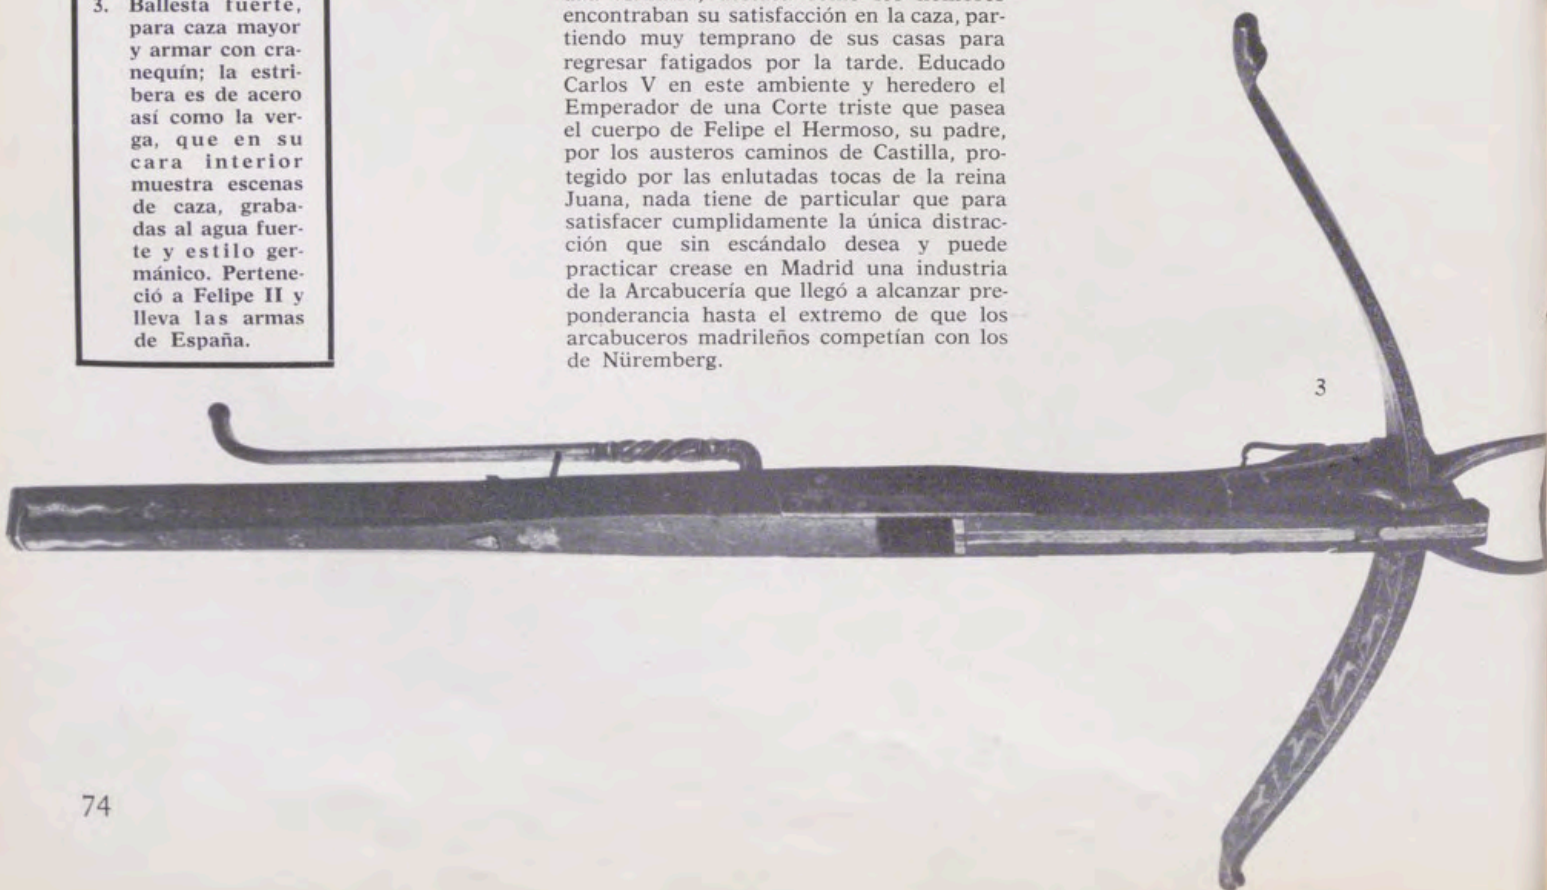 3. Ballesta fuerte,
para caza mayor
y armar con cra-
nequín; la estri-
bera es de acero
así como la ver-
ga, que en su
cara interior
muestra escenas
de caza, graba-
das al agua fuer-
te y estilo ger-
mánico. Pertene-
ció a Felipe II y
lleva las armas
de España.
encontraban su satisfacción en la caza, par-
tiendo muy temprano de sus casas para
regresar fatigados por la tarde. Educado
Carlos V en este ambiente y heredero el
Emperador de una Corte triste que pasea
el cuerpo de Felipe el Hermoso, su padre,
por los austeros caminos de Castilla, pro-
tegido por las enlutadas tocas de la reina
Juana, nada tiene de particular que para
satisfacer cumplidamente la única distrac-
ción que sin escándalo desea y puede
practicar crease en Madrid una industria
de la Arcabucería que llegó a alcanzar pre-
ponderancia hasta el extremo de que los
arcabuceros madrileños competían con los
de Nüremberg.
3
74